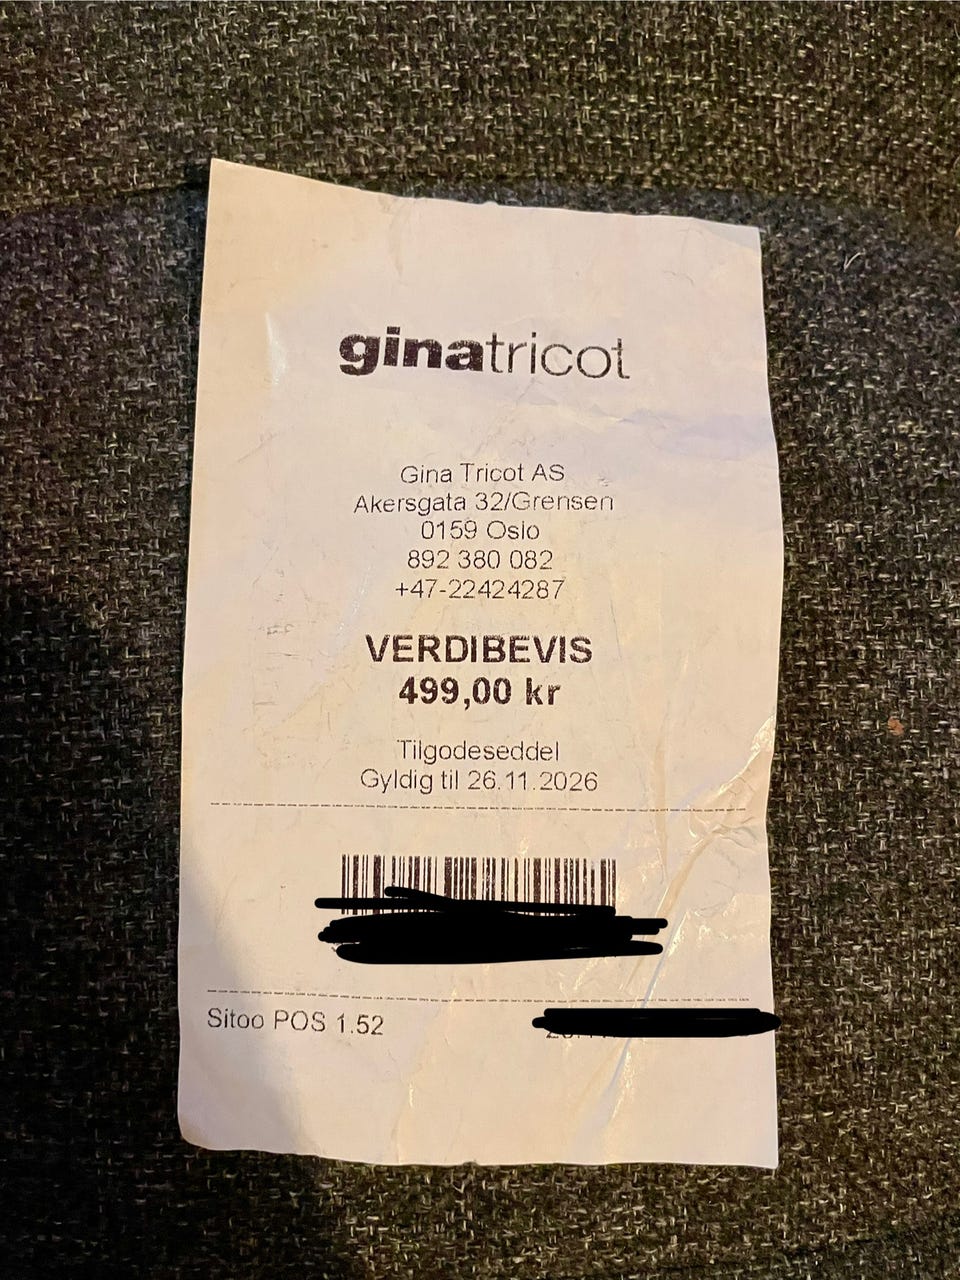 ginatricot
Gina Tricot AS
Akersgata 32/Grensen
0159 Oslo
892 380 082
+47-22424287
VERDIBEVIS
499,00 kr
Tilgodeseddel
Gyldig til 26.11.2026
Sitoo POS 1.52